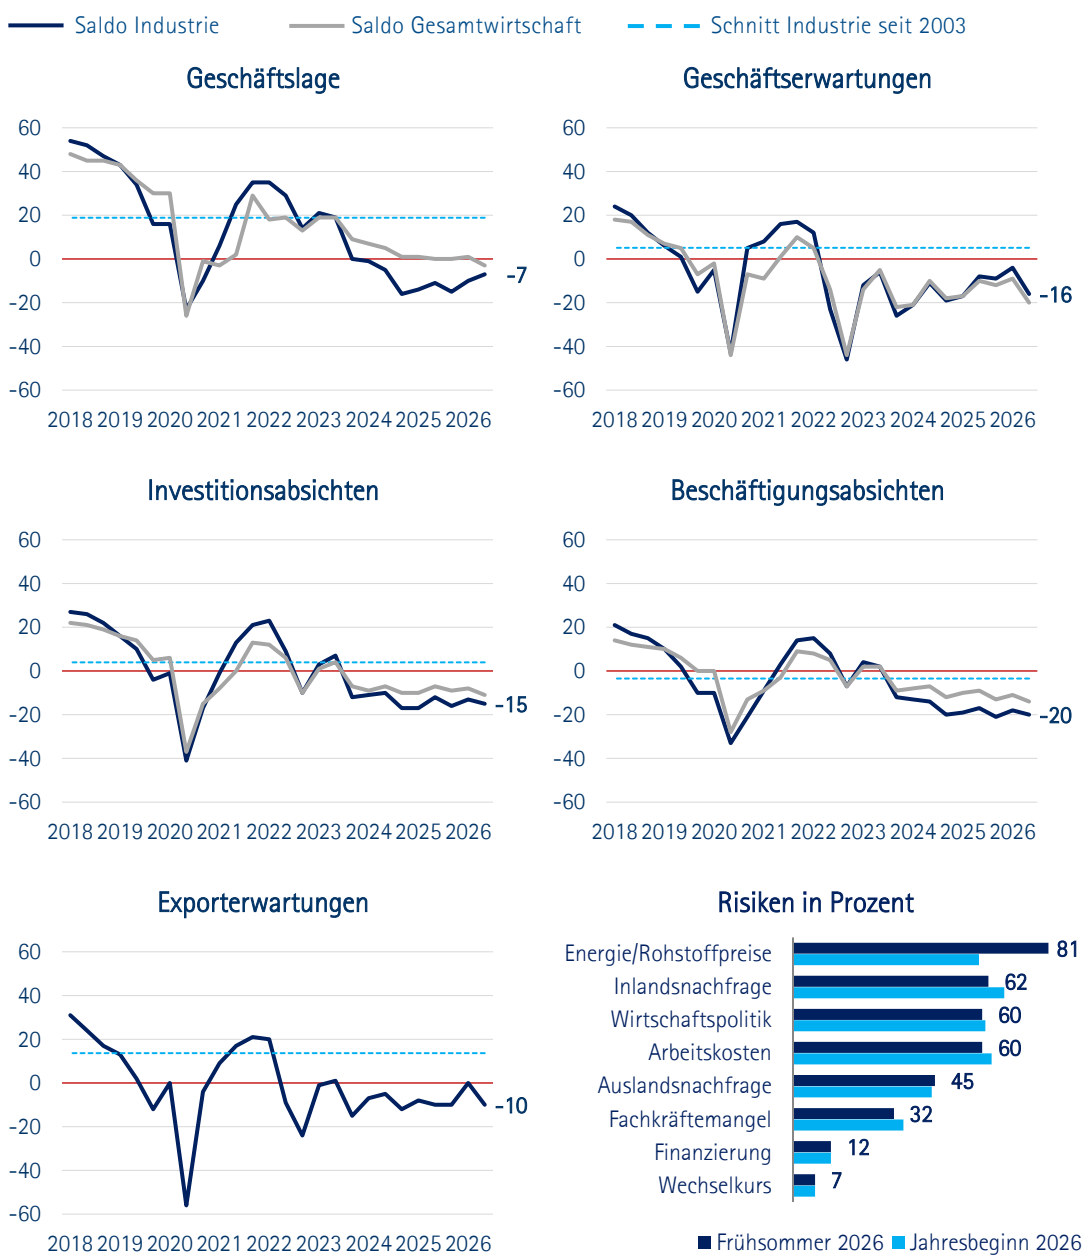 Saldo Industrie Saldo Gesamtwirtschaft Schnitt Industrie seit 2003
Geschäftslage
60
40
20
0
-20
-40
-60
-7
2018 2019 2020 2021 2022 2023 2024 2025 2026
Geschäftserwartungen
60
40
20
0
-20
-40
-60
-16
2018 2019 2020 2021 2022 2023 2024 2025 2026
Investitionsabsichten
60
40
20
0
-20
-40
-60
-15
2018 2019 2020 2021 2022 2023 2024 2025 2026
Beschäftigungsabsichten
60
40
20
0
-20
-40
-60
-20
2018 2019 2020 2021 2022 2023 2024 2025 2026
Exporterwartungen
60
40
20
0
-20
-40
-60
-10
2018 2019 2020 2021 2022 2023 2024 2025 2026
Risiken in Prozent
Energie/Rohstoffpreise 81
Inlandsnachfrage 62
Wirtschaftspolitik 60
Arbeitskosten 60
Auslandsnachfrage 45
Fachkräftemangel 32
Finanzierung 12
Wechselkurs 7
Frühsommer 2026 Jahresbeginn 2026